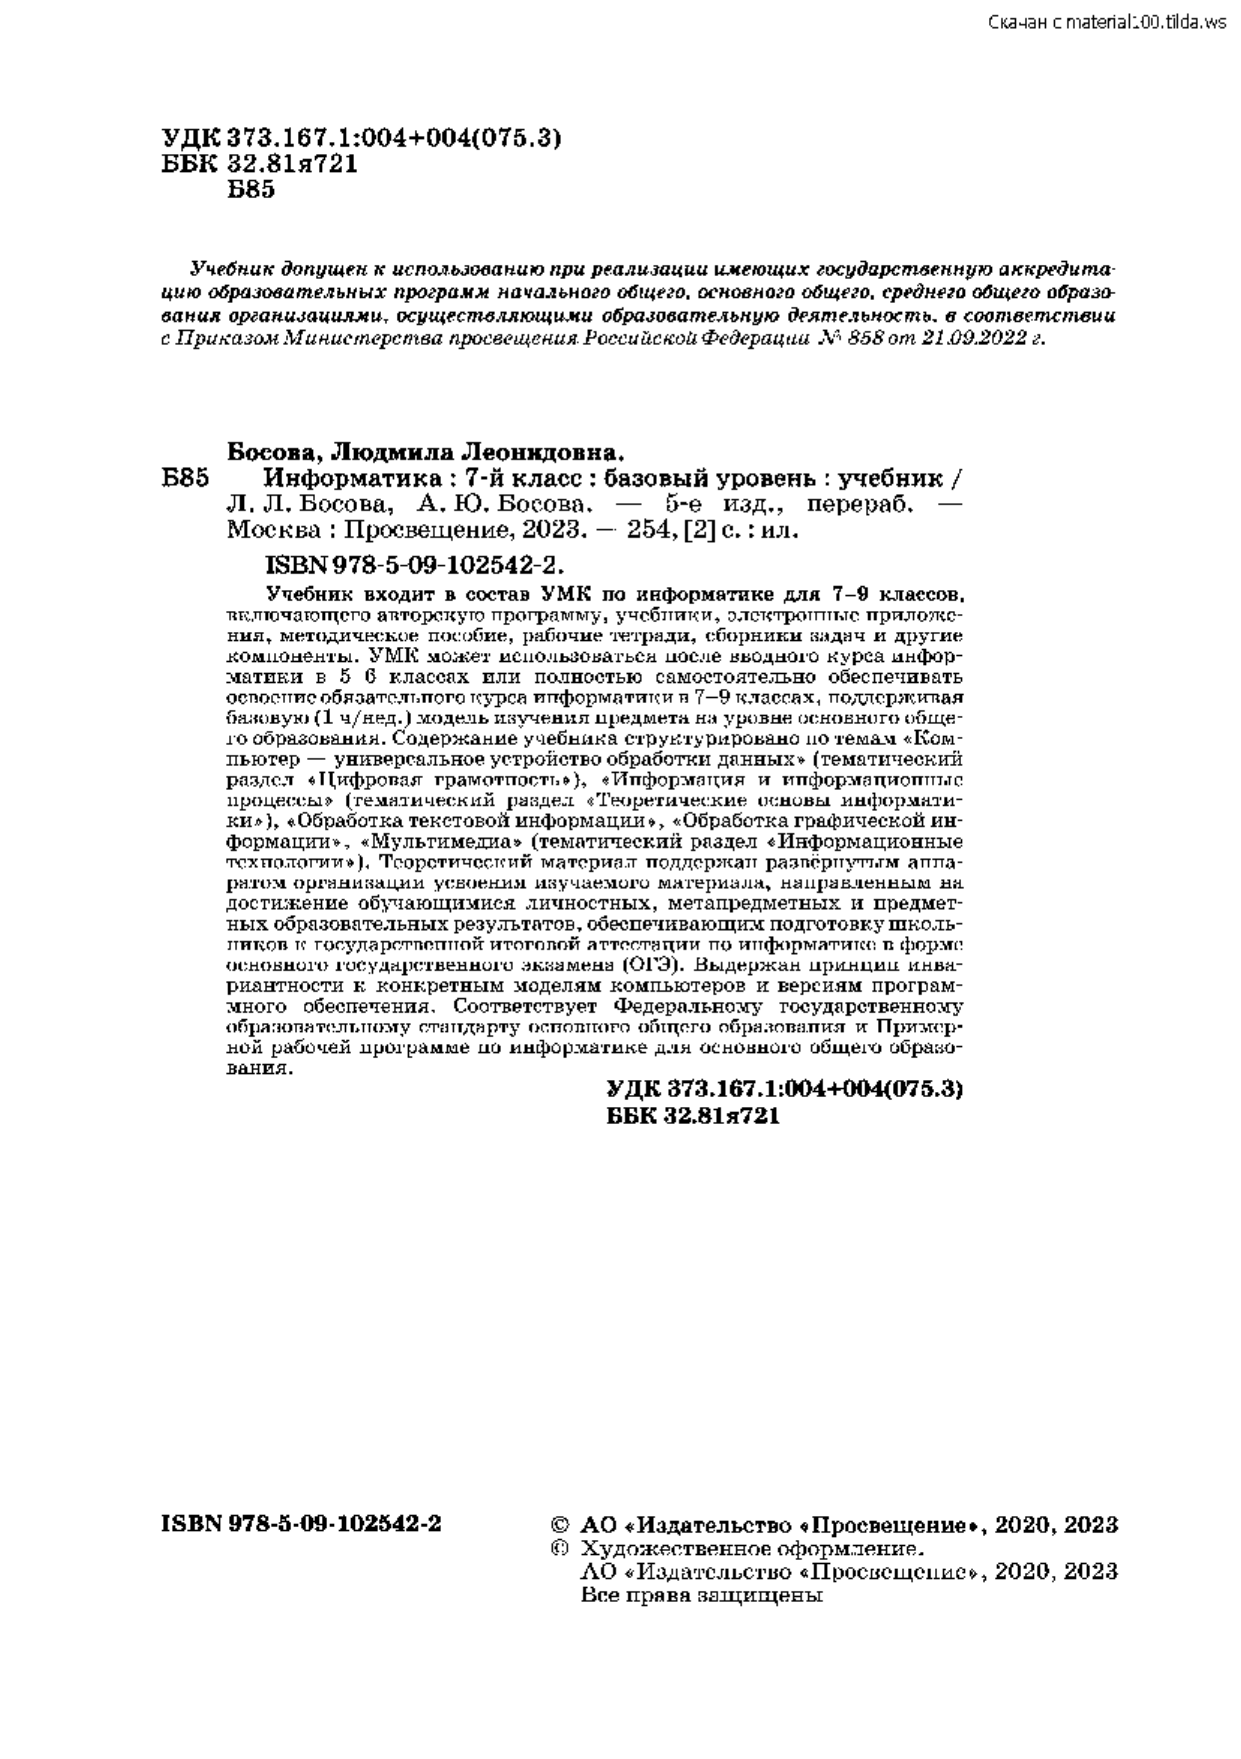 Скачан с material100.tilda.ws
УДК 373.167.1:004+004(075.3)
ББК 32.81я721
Б85
Учебник допущен к использованию при реализации имеющих государственную аккредита-
цию образовательных программ начального общего, основного общего, среднего общего образо-
вания организациями, осуществляющими образовательную деятельность, в соответствии
с Приказом Министерства просвещения Российской Федерации № 858 от 21.09.2022 г.
Босова, Людмила Леонидовна.
Б85 Информатика : 7-й класс : базовый уровень : учебник /
Л. Л. Босова, А. Ю. Босова. — 5-е изд., перераб. —
Москва : Просвещение, 2023. — 254, [2] с. : ил.
ISBN 978-5-09-102542-2.
Учебник входит в состав УМК по информатике для 7–9 классов,
включающего авторскую программу, учебники, электронные приложе-
ния, методическое пособие, рабочие тетради, сборники задач и другие
компоненты. УМК может использоваться после вводного курса инфор-
матики в 5 6 классах или полностью самостоятельно обеспечивать
освоение обязательного курса информатики в 7–9 классах, поддерживая
базовую (1 ч/нед.) модель изучения предмета на уровне основного обще-
го образования. Содержание учебника структурировано по темам «Ком-
пьютер — универсальное устройство обработки данных» (тематический
раздел «Цифровая грамотность»), «Информация и информационные
процессы» (тематический раздел «Теоретические основы информати-
ки»), «Обработка текстовой информации», «Обработка графической ин-
формации», «Мультимедиа» (тематический раздел «Информационные
технологии»). Теоретический материал поддержан развёрнутым аппа-
ратом организации усвоения изучаемого материала, направленным на
достижение обучающимися личностных, метапредметных и предмет-
ных образовательных результатов, обеспечивающим подготовку школь-
ников к государственной итоговой аттестации по информатике в форме
основного государственного экзамена (ОГЭ). Выдержан принцип инва-
риантности к конкретным моделям компьютеров и версиям програм-
много обеспечения. Соответствует Федеральному государственному
образовательному стандарту основного общего образования и Пример-
ной рабочей программе по информатике для основного общего образо-
вания.
УДК 373.167.1:004+004(075.3)
ББК 32.81я721
ISBN 978-5-09-102542-2
© АО «Издательство «Просвещение», 2020, 2023
© Художественное оформление.
АО «Издательство «Просвещение», 2020, 2023
Все права защищены